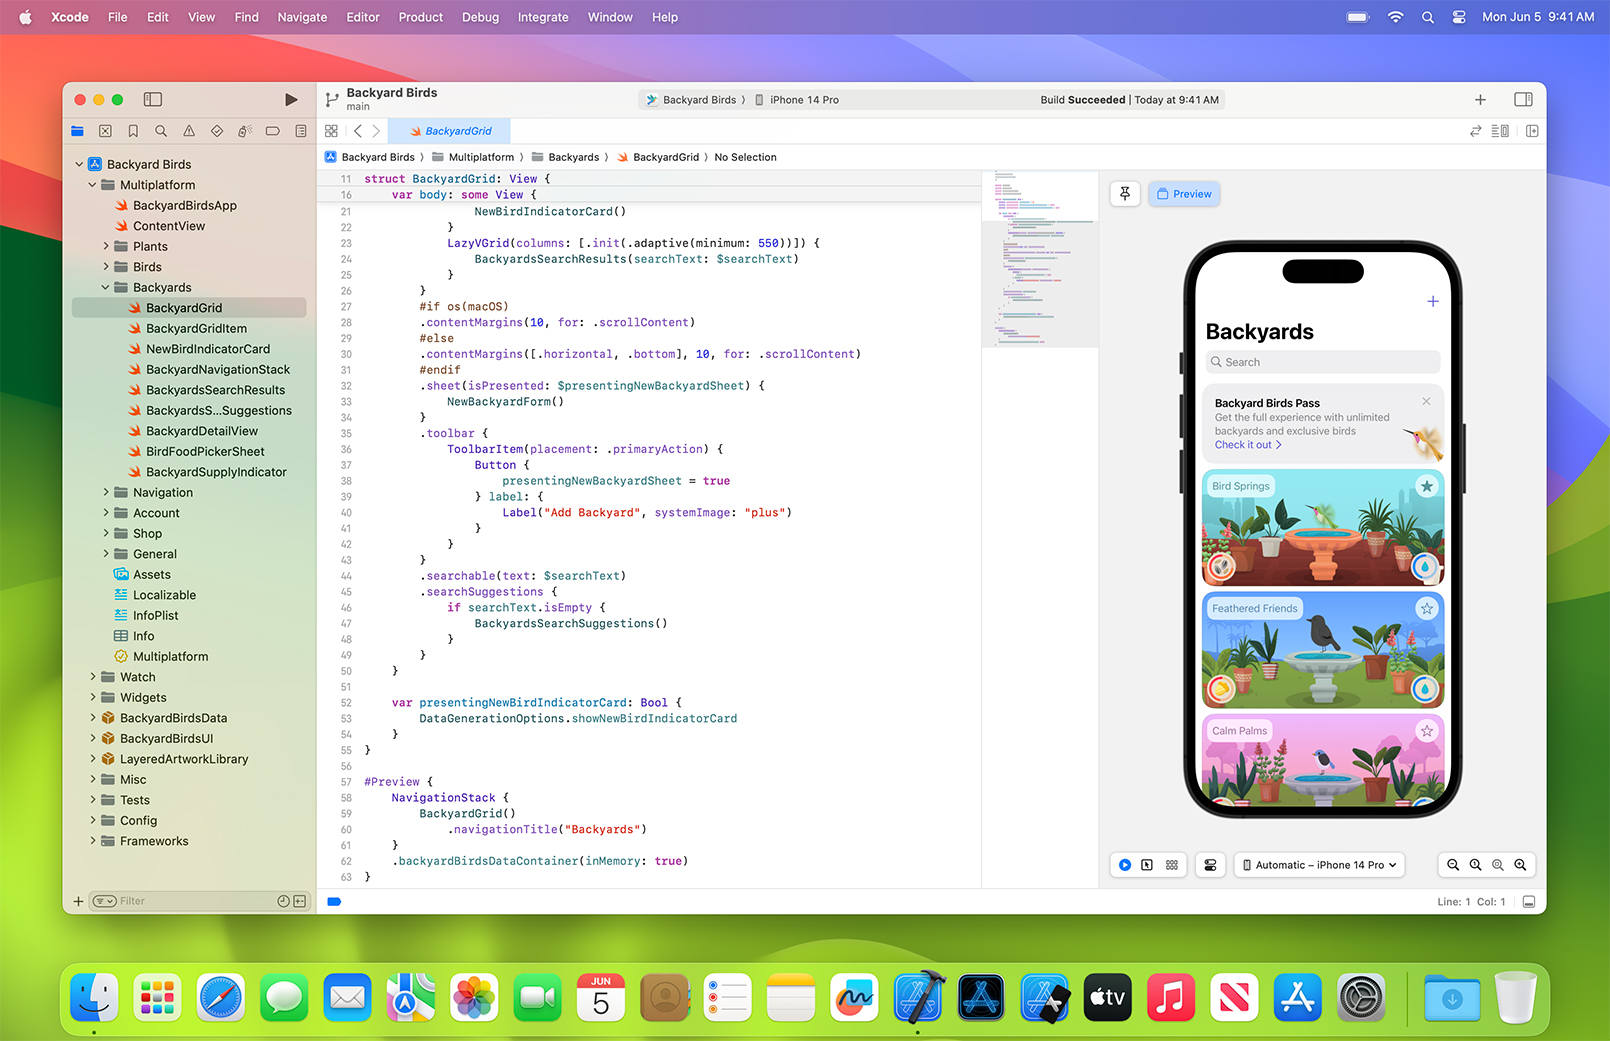 Xcode File Edit View Find Navigate Editor Product Debug Integrate Window Help
Mon Jun 5 9:41 AM
Backyard Birds
main
Backyard Birds 〉 iPhone 14 Pro
Build Succeeded | Today at 9:41 AM
BackyardGrid
Backyard Birds 〉 Multiplatform 〉 Backyards 〉 BackyardGrid 〉 No Selection
Backyard Birds
Multiplatform
BackyardBirdsApp
ContentView
Plants
Birds
Backyards
BackyardGrid
BackyardGridItem
NewBirdIndicatorCard
BackyardNavigationStack
BackyardsSearchResults
BackyardsS...Suggestions
BackyardDetailView
BirdFoodPickerSheet
BackyardSupplyIndicator
Navigation
Account
Shop
General
Assets
Localizable
InfoPlist
Info
Multiplatform
Watch
Widgets
BackyardBirdsData
BackyardBirdsUI
LayeredArtworkLibrary
Misc
Tests
Config
Frameworks
Filter
11 struct BackyardGrid: View {
16 var body: some View {
21 NewBirdIndicatorCard()
22 }
23 LazyVGrid(columns: [.init(.adaptive(minimum: 550))]) {
24 BackyardsSearchResults(searchText: $searchText)
25 }
26 }
27 #if os(macOS)
28 .contentMargins(10, for: .scrollContent)
29 #else
30 .contentMargins([.horizontal, .bottom], 10, for: .scrollContent)
31 #endif
32 .sheet(isPresented: $presentingNewBackyardSheet) {
33 NewBackyardForm()
34 }
35 .toolbar {
36 ToolbarItem(placement: .primaryAction) {
37 Button {
38 presentingNewBackyardSheet = true
39 } label: {
40 Label("Add Backyard", systemImage: "plus")
41 }
42 }
43 }
44 .searchable(text: $searchText)
45 .searchSuggestions {
46 if searchText.isEmpty {
47 BackyardsSearchSuggestions()
48 }
49 }
50 }
51
52 var presentingNewBirdIndicatorCard: Bool {
53 DataGenerationOptions.showNewBirdIndicatorCard
54 }
55 }
56
57 #Preview {
58 NavigationStack {
59 BackyardGrid()
60 .navigationTitle("Backyards")
61 }
62 .backyardBirdsDataContainer(inMemory: true)
63 }
Preview
Backyards
Search
Backyard Birds Pass
Get the full experience with unlimited
backyards and exclusive birds
Check it out
Bird Springs
Feathered Friends
Calm Palms
Automatic – iPhone 14 Pro
Line: 1 Col: 1
JUN
5
tv